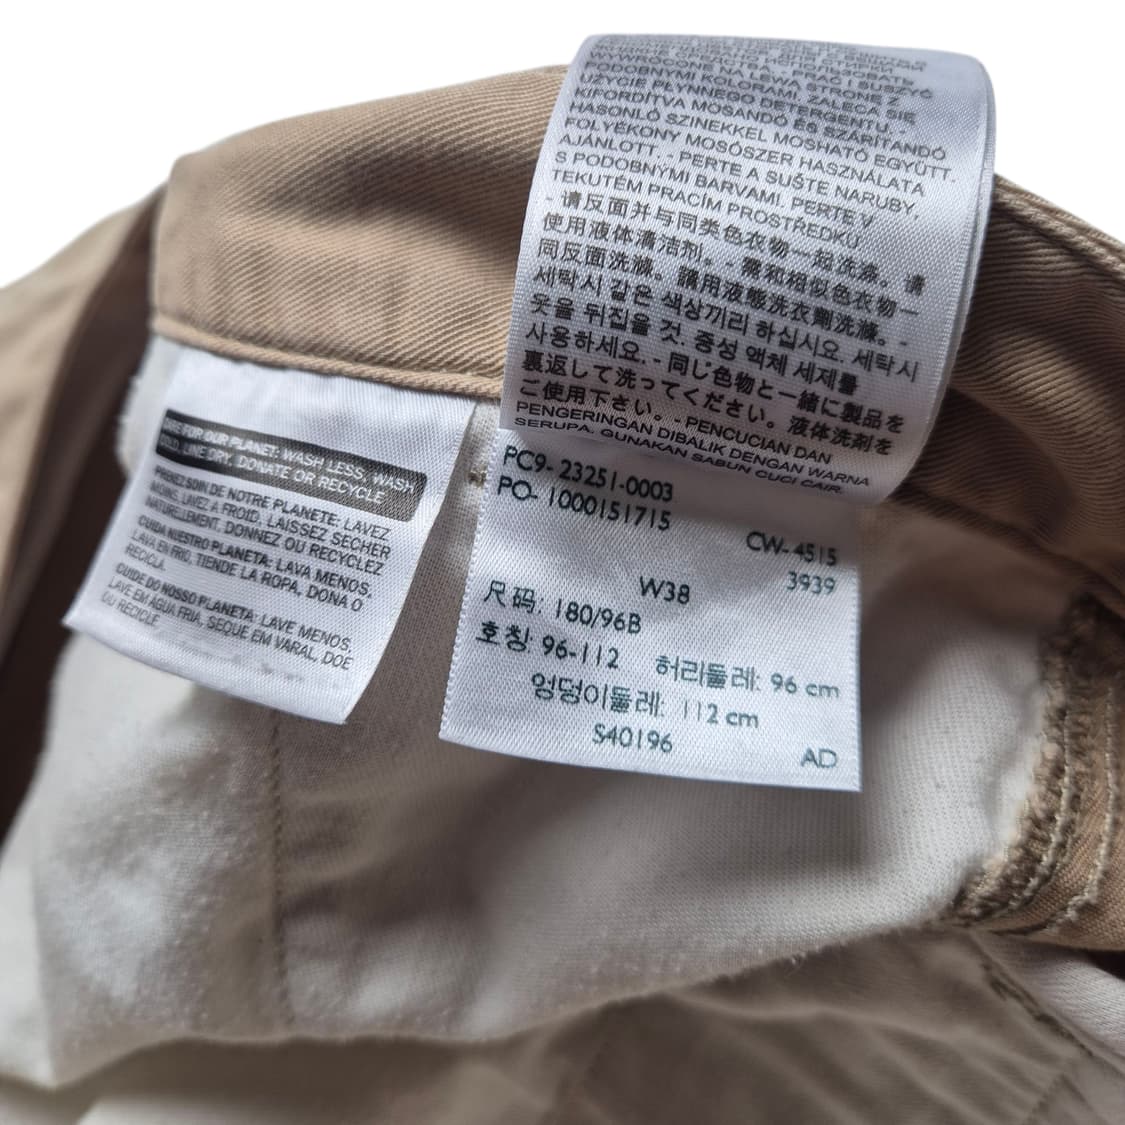 CARE FOR OUR PLANET: WASH LESS, WASH
COLD, LINE DRY, DONATE OR RECYCLE
PRENEZ SOIN DE NOTRE PLANETE: LAVEZ
MOINS, LAVEZ A FROID, LAISSEZ SECHER
NATURELLEMENT, DONNEZ OU RECYCLEZ
CUIDA NUESTRO PLANETA: LAVA MENOS,
LAVA EN FRIO, TIENDE LA ROPA, DONA O
RECICLA.
CUIDE DO NOSSO PLANETA: LAVE MENOS,
LAVE EM AGUA FRIA, SEQUE EM VARAL, DOE
OU RECICLE.
WYWRÓCONE NA LEWĄ STRONĘ Z
PODOBNYMI KOLORAMI. ZALECA SIĘ
UŻYCIE PŁYNNEGO DETERGENTU. -
KIFORDÍTVA MOSANDÓ ÉS SZÁRÍTANDÓ
HASONLÓ SZINEKKEL MOSHATÓ EGYÜTT.
FOLYÉKONY MOSÓSZER HASZNÁLATA
AJÁNLOTT. - PERTE A SUŠTE NARUBY,
S PODOBNÝMI BARVAMI. PERTE V
TEKUTÉM PRACÍM PROSTŘEDKU
- 请反面并与同类色衣物一起洗涤。请
使用液体清洁剂。- 需和相似色衣物一
同反面洗滌。請用液態洗衣劑洗滌。-
세탁시 같은 색상끼리 하십시요. 세탁시
옷을 뒤집을 것. 중성 액체 세제를
사용하세요. - 同じ色物と一緒に製品を
裏返して洗ってください。液体洗剤を
ご使用下さい。- PENCUCIAN DAN
PENGERINGAN DIBALIK DENGAN WARNA
SERUPA. GUNAKAN SABUN CUCI CAIR.
PC9- 23251-0003
PO- 1000151715
CW- 4515
3939
W38
尺码: 180/96B
호칭 96-112 허리둘레: 96 cm
엉덩이둘레: 112 cm
S40196
AD